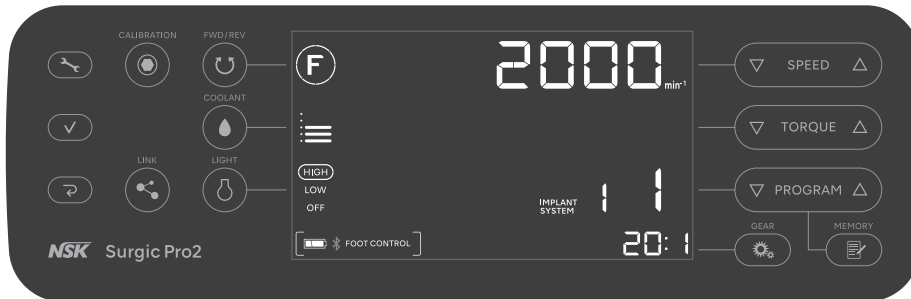 CALIBRATION
FWD/REV
F
2000 min⁻¹
SPEED
COOLANT
TORQUE
LINK
LIGHT
HIGH
LOW
OFF
IMPLANT
SYSTEM
1 1
PROGRAM
FOOT CONTROL
20:1
GEAR
MEMORY
NSK Surgic Pro2